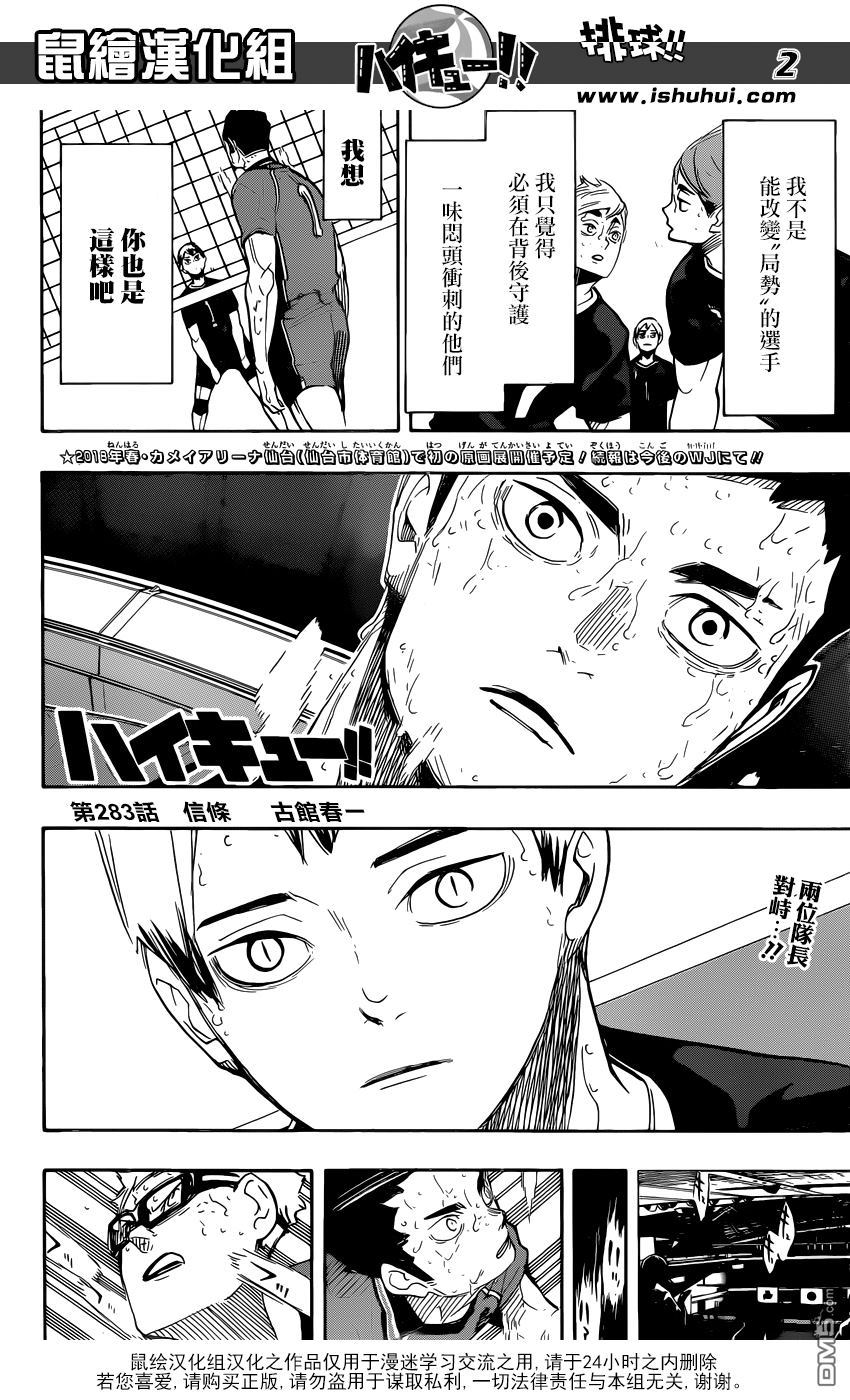 鼠繪漢化組
ハイキュー!!
排球!!
2
www.ishuhui.com
我不是
能改變"局勢"的選手
我只覺得
必須在背後守護
一味悶頭衝刺的他們
我想
你也是
這樣吧
★2018年春・カメイアリーナ仙台(仙台市体育館)で初の原画展開催予定!続報は今後のWJにて!!
ハイキュー!!
第283話 信條 古館春一
兩位隊長
對峙…!!
DM5.com
鼠绘汉化组汉化之作品仅用于漫迷学习交流之用, 请于24小时之内删除
若您喜爱, 请购买正版, 请勿用于谋取私利, 一切法律责任与本组无关, 谢谢。